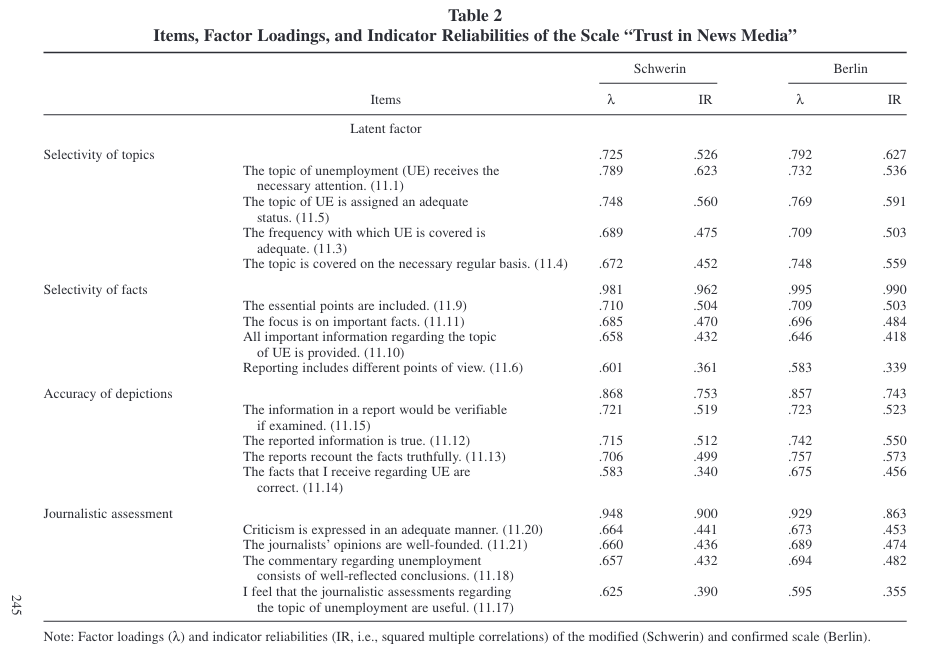 Table 2
Items, Factor Loadings, and Indicator Reliabilities of the Scale “Trust in News Media”
Schwerin Berlin
Items λ IR λ IR
Latent factor
Selectivity of topics .725 .526 .792 .627
The topic of unemployment (UE) receives the .789 .623 .732 .536
necessary attention. (11.1)
The topic of UE is assigned an adequate .748 .560 .769 .591
status. (11.5)
The frequency with which UE is covered is .689 .475 .709 .503
adequate. (11.3)
The topic is covered on the necessary regular basis. (11.4) .672 .452 .748 .559
Selectivity of facts .981 .962 .995 .990
The essential points are included. (11.9) .710 .504 .709 .503
The focus is on important facts. (11.11) .685 .470 .696 .484
All important information regarding the topic .658 .432 .646 .418
of UE is provided. (11.10)
Reporting includes different points of view. (11.6) .601 .361 .583 .339
Accuracy of depictions .868 .753 .857 .743
The information in a report would be verifiable .721 .519 .723 .523
if examined. (11.15)
The reported information is true. (11.12) .715 .512 .742 .550
The reports recount the facts truthfully. (11.13) .706 .499 .757 .573
The facts that I receive regarding UE are .583 .340 .675 .456
correct. (11.14)
Journalistic assessment .948 .900 .929 .863
Criticism is expressed in an adequate manner. (11.20) .664 .441 .673 .453
The journalists’ opinions are well-founded. (11.21) .660 .436 .689 .474
The commentary regarding unemployment .657 .432 .694 .482
consists of well-reflected conclusions. (11.18)
I feel that the journalistic assessments regarding .625 .390 .595 .355
the topic of unemployment are useful. (11.17)
245
Note: Factor loadings (λ) and indicator reliabilities (IR, i.e., squared multiple correlations) of the modified (Schwerin) and confirmed scale (Berlin).